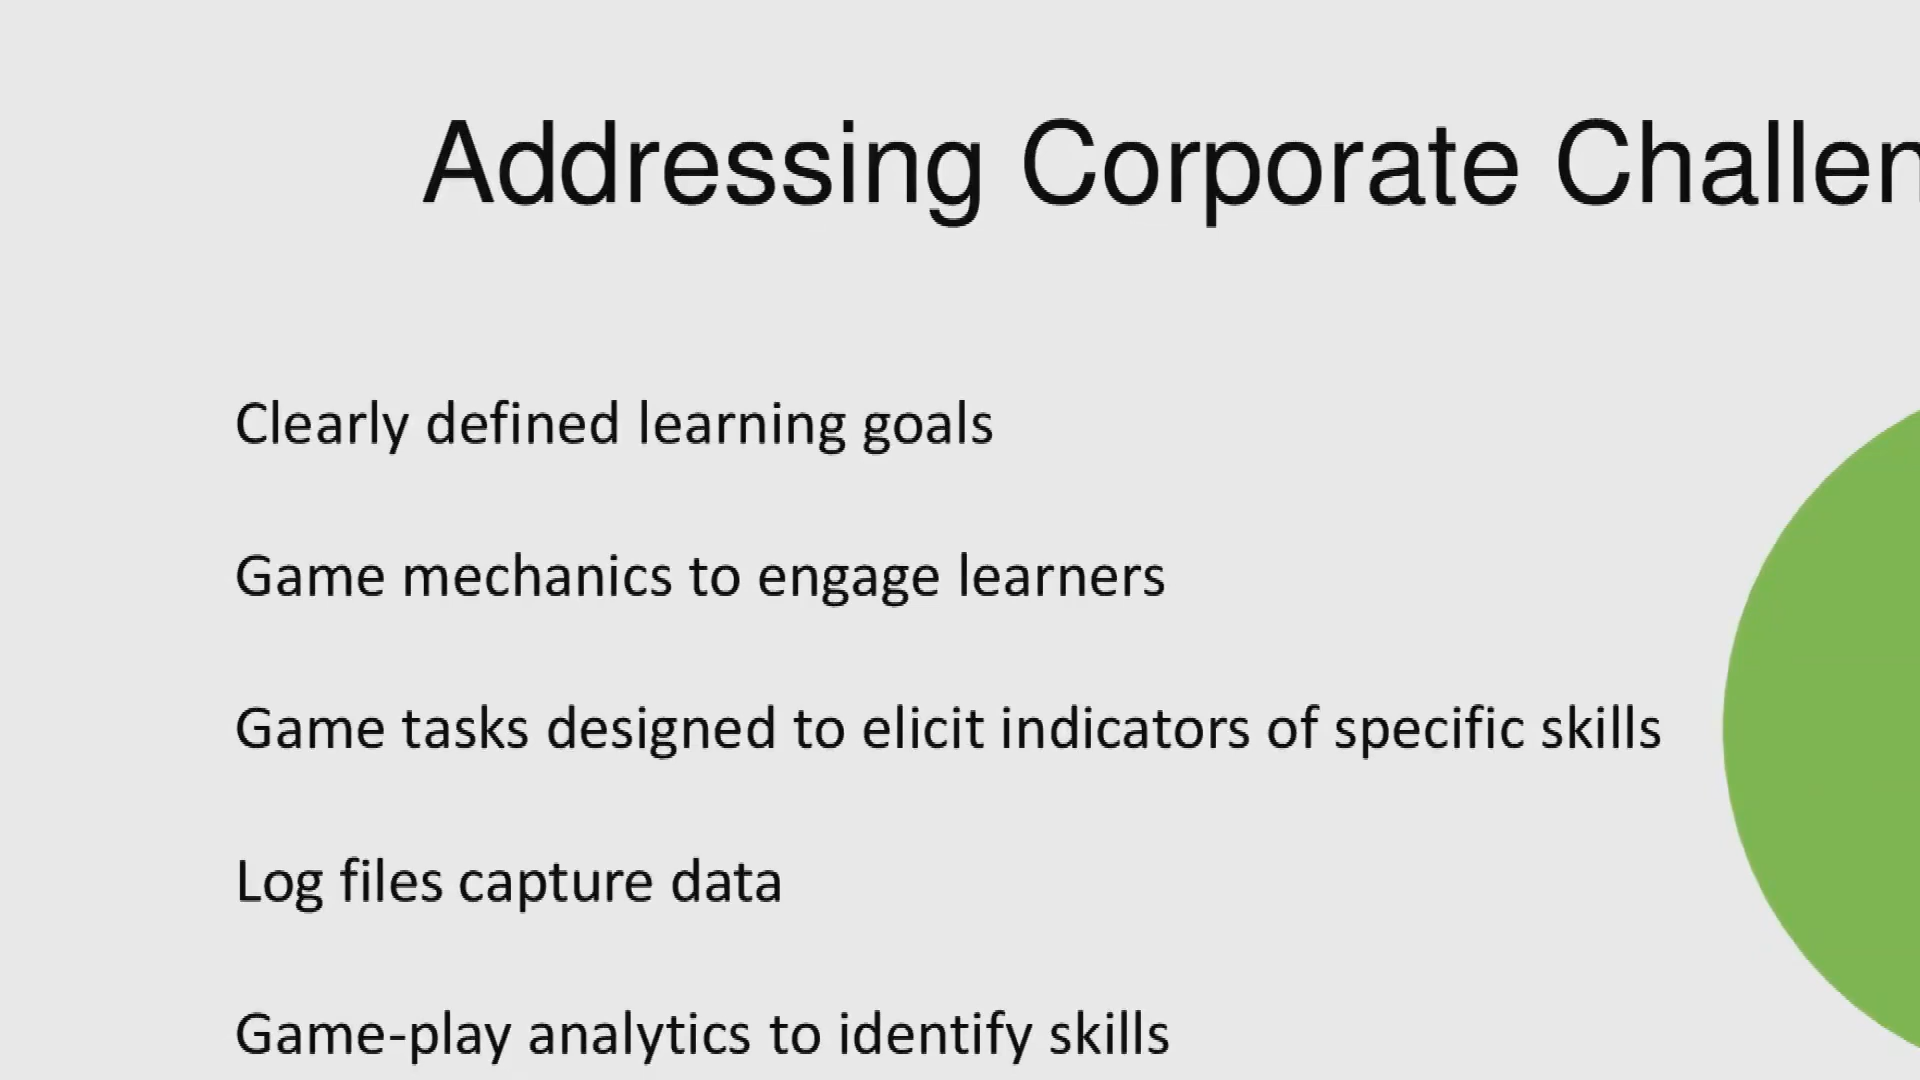 Addressing Corporate Challen
Clearly defined learning goals
Game mechanics to engage learners
Game tasks designed to elicit indicators of specific skills
Log files capture data
Game-play analytics to identify skills